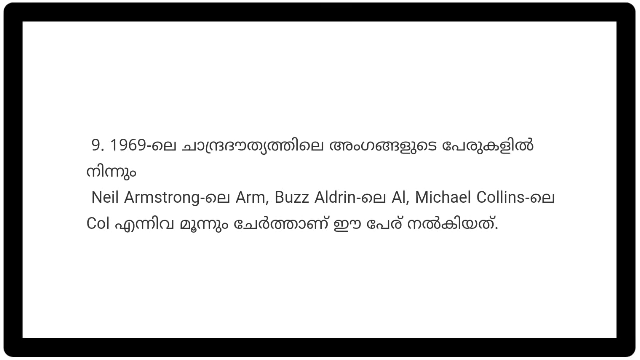 9. 1969-ലെ ചാന്ദ്രദൗത്യത്തിലെ അംഗങ്ങളുടെ പേരുകളിൽ
നിന്നും
Neil Armstrong-ലെ Arm, Buzz Aldrin-ലെ Al, Michael Collins-ലെ
Col എന്നിവ മൂന്നും ചേർത്താണ് ഈ പേര് നൽകിയത്.